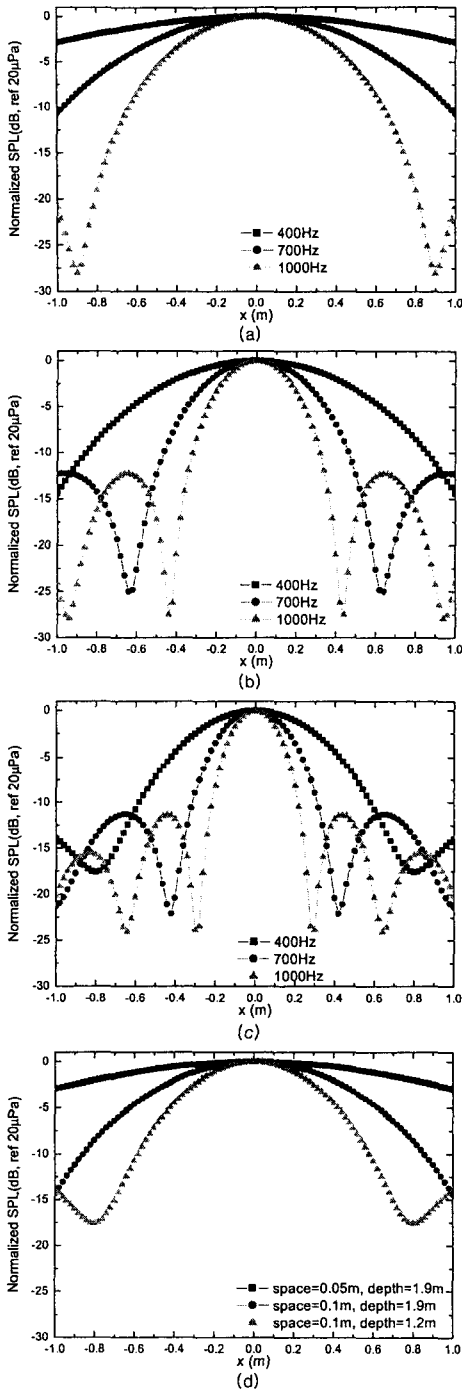 0
-5
-10
-15
-20
-25
-30
Normalized SPL(dB, ref 20μPa)
400Hz
700Hz
1000Hz
-1.0 -0.8 -0.6 -0.4 -0.2 0.0 0.2 0.4 0.6 0.8 1.0
x (m)
(a)
0
-5
-10
-15
-20
-25
-30
Normalized SPL(dB, ref 20μPa)
400Hz
700Hz
1000Hz
-1.0 -0.8 -0.6 -0.4 -0.2 0.0 0.2 0.4 0.6 0.8 1.0
x (m)
(b)
0
-5
-10
-15
-20
-25
-30
Normalized SPL(dB, ref 20μPa)
400Hz
700Hz
1000Hz
-1.0 -0.8 -0.6 -0.4 -0.2 0.0 0.2 0.4 0.6 0.8 1.0
x (m)
(c)
0
-5
-10
-15
-20
-25
-30
Normalized SPL(dB, ref 20μPa)
space=0.05m, depth=1.9m
space=0.1m, depth=1.9m
space=0.1m, depth=1.2m
-1.0 -0.8 -0.6 -0.4 -0.2 0.0 0.2 0.4 0.6 0.8 1.0
x (m)
(d)